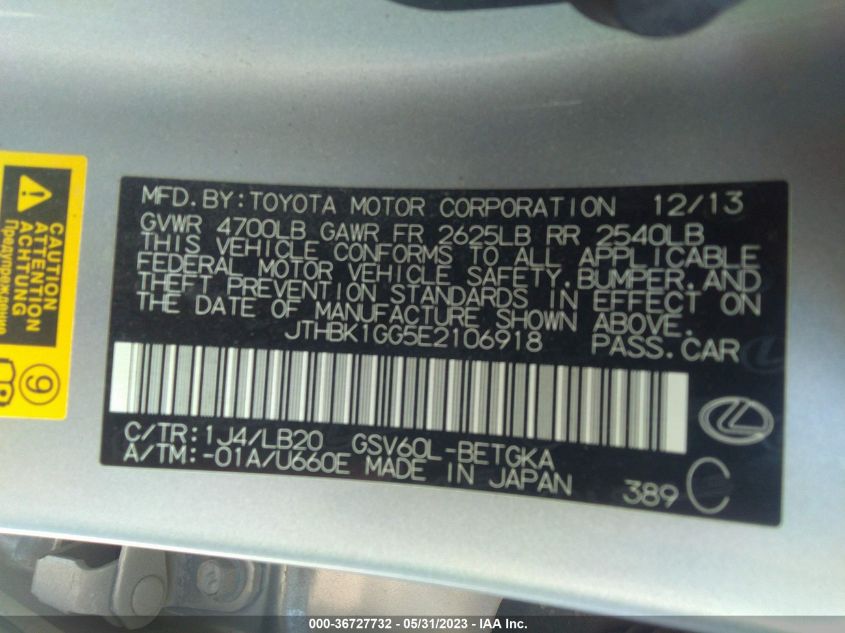 MFD. BY: TOYOTA MOTOR CORPORATION 12/13
GVWR 4700LB GAWR FR 2625LB RR 2540LB
THIS VEHICLE CONFORMS TO ALL APPLICABLE
FEDERAL MOTOR VEHICLE SAFETY, BUMPER, AND
THEFT PREVENTION STANDARDS IN EFFECT ON
THE DATE OF MANUFACTURE SHOWN ABOVE.
JTHBK1GG5E2106918 PASS. CAR
C/TR: 1J4/LB20 GSV60L-BETGKA
A/TM: -01A/U660E MADE IN JAPAN
389 C
CAUTION
ATTENTION
ACHTUNG
Предупреждение
9
000-36727732 - 05/31/2023 - IAA Inc.